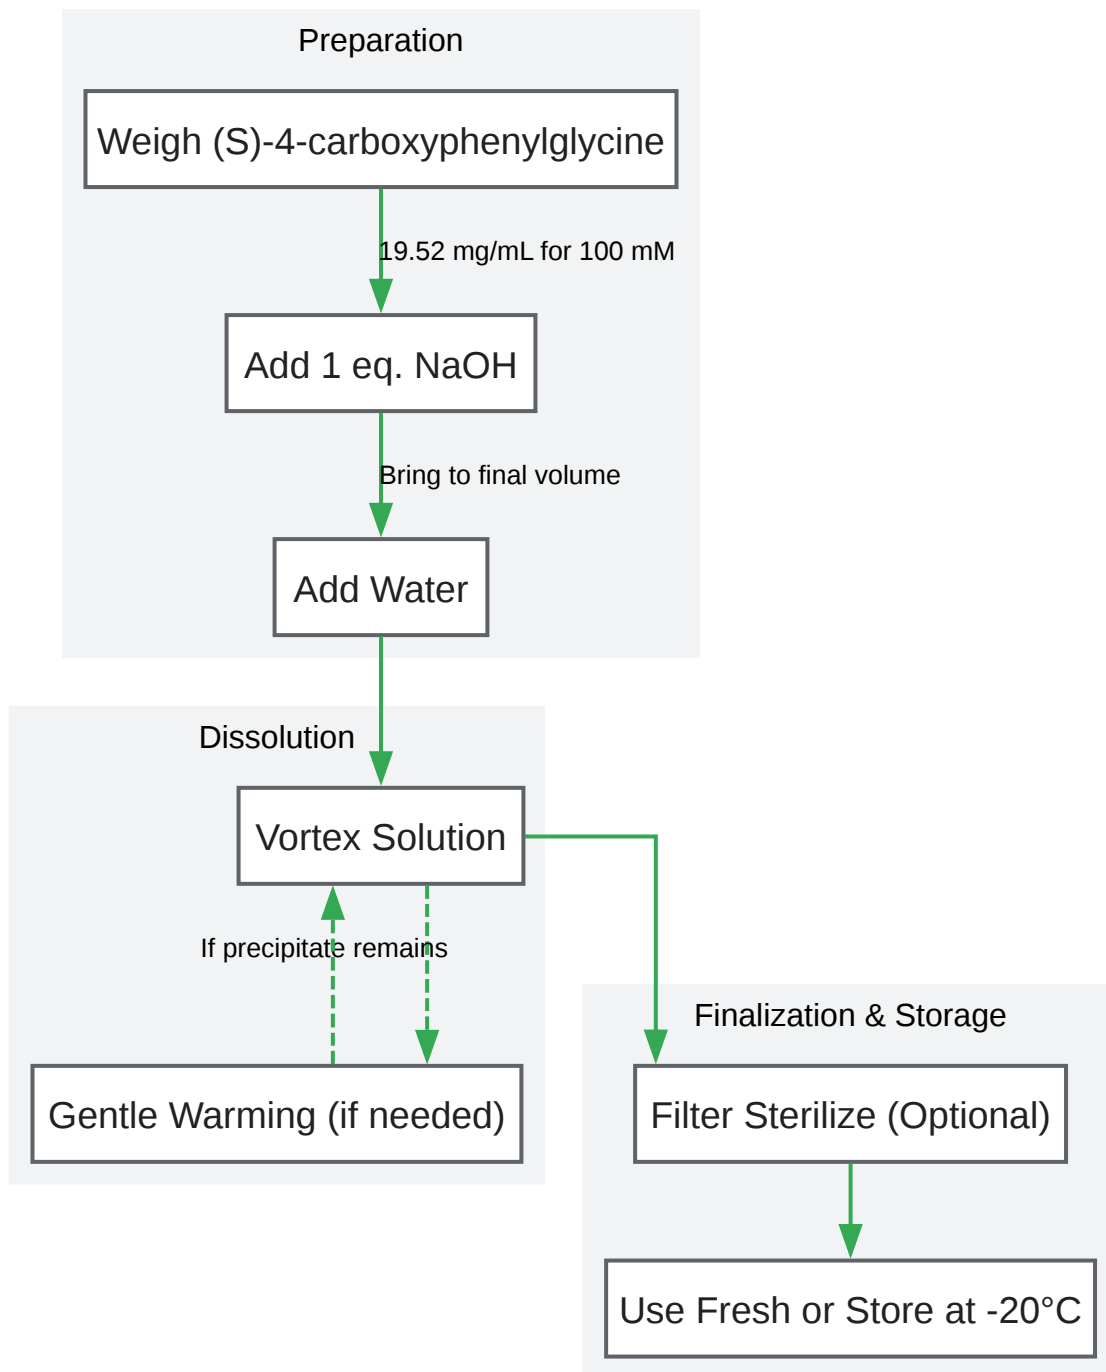 Preparation
Weigh (S)-4-carboxyphenylglycine
19.52 mg/mL for 100 mM
Add 1 eq. NaOH
Bring to final volume
Add Water
Dissolution
Vortex Solution
If precipitate remains
Gentle Warming (if needed)
Finalization & Storage
Filter Sterilize (Optional)
Use Fresh or Store at -20°C